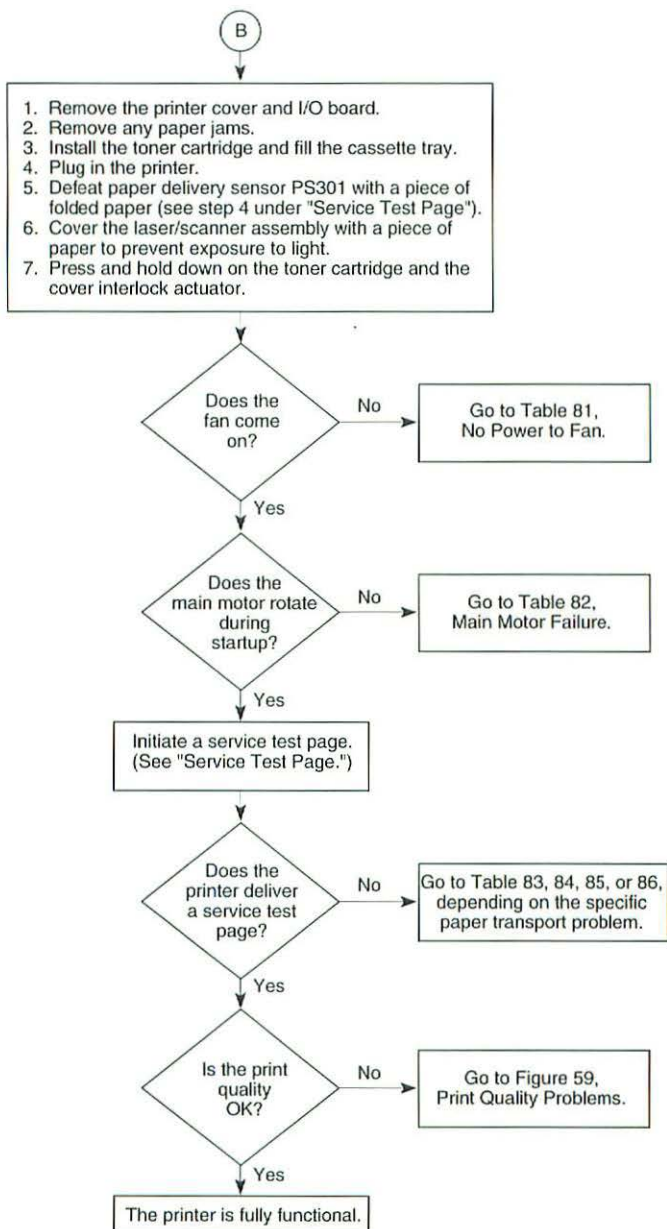 B
1. Remove the printer cover and I/O board.
2. Remove any paper jams.
3. Install the toner cartridge and fill the cassette tray.
4. Plug in the printer.
5. Defeat paper delivery sensor PS301 with a piece of
folded paper (see step 4 under "Service Test Page").
6. Cover the laser/scanner assembly with a piece of
paper to prevent exposure to light.
7. Press and hold down on the toner cartridge and the
cover interlock actuator.
Does the
fan come
on?
No
Go to Table 81,
No Power to Fan.
Yes
Does the
main motor rotate
during
startup?
No
Go to Table 82,
Main Motor Failure.
Yes
Initiate a service test page.
(See "Service Test Page.")
Does the
printer deliver
a service test
page?
No
Go to Table 83, 84, 85, or 86,
depending on the specific
paper transport problem.
Yes
Is the print
quality
OK?
No
Go to Figure 59,
Print Quality Problems.
Yes
The printer is fully functional.